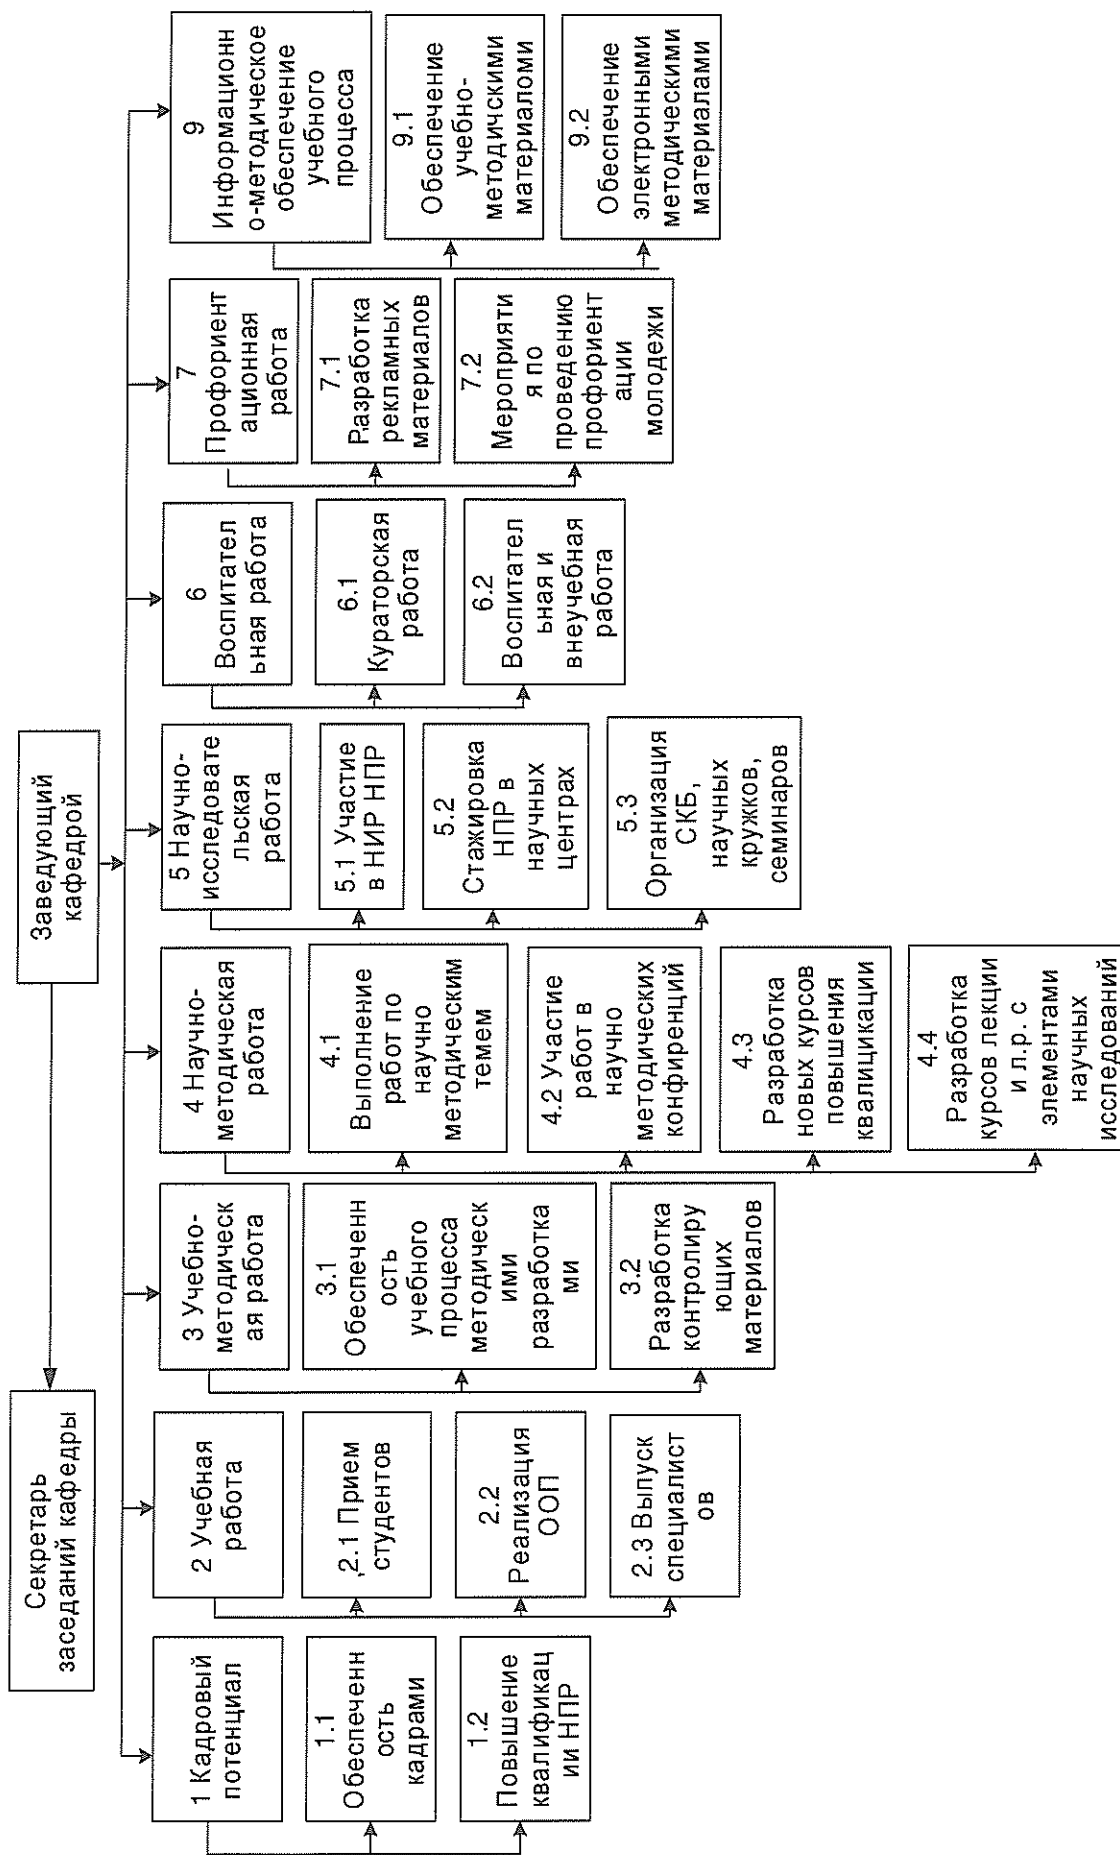 Заведующий
кафедрой
Секретарь
заседаний кафедры
1 Кадровый
потенциал
1.1
Обеспеченн
ость
кадрами
1.2
Повышение
квалификац
ии НПР
2 Учебная
работа
,2.1 Прием
студентов
2.2
Реализация
ООП
2.3 Выпуск
специалист
ов
3 Учебно-
методическ
ая работа
3.1
Обеспеченн
ость
учебного
процесса
методическ
ими
разработка
ми
3.2
Разработка
контролиру
ющих
материалов
4 Научно-
методическая
работа
4.1
Выполнение
работ по
научно
методическим
темем
4.2 Участие
работ в
научно
методических
конфиренций
4.3
Разработка
новых курсов
повышения
квалицикации
4.4
Разработка
курсов лекции
и л.р. с
элементами
научных
исследований
5 Научно-
исследовате
льская
работа
5.1 Участие
в НИР НПР
5.2
Стажировка
НПР в
научных
центрах
5.3
Организация
СКБ,
научных
кружков,
семинаров
6
Воспитател
ьная работа
6.1
Кураторская
работа
6.2
Воспитател
ьная и
внеучебная
работа
7
Профориент
ационная
работа
7.1
Разработка
рекламных
материалов
7.2
Мероприяти
я по
проведению
профориент
ации
молодежи
9
Информационн
о-методическое
обеспечение
учебного
процесса
9.1
Обеспечение
учебно-
методичскими
материаломи
9.2
Обеспечение
электронными
методическими
материалами